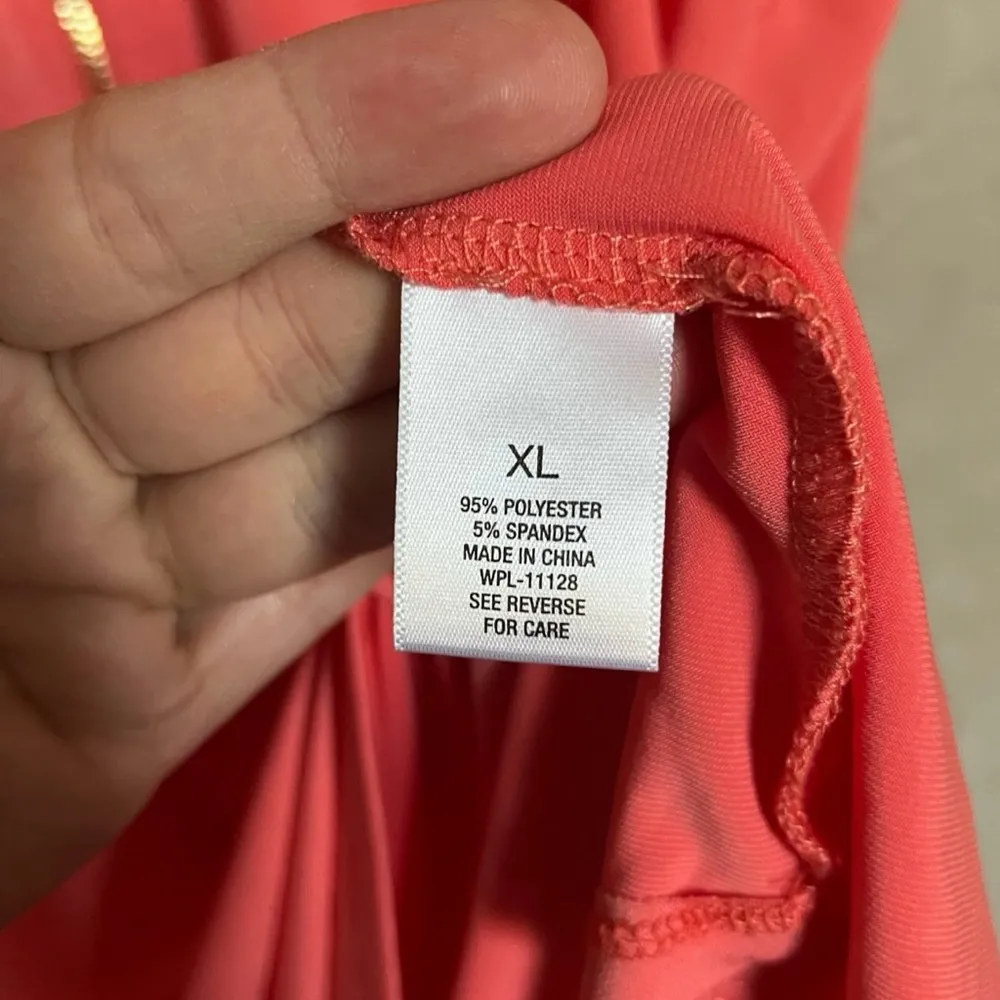 XL
95% POLYESTER
5% SPANDEX
MADE IN CHINA
WPL-11128
SEE REVERSE
FOR CARE